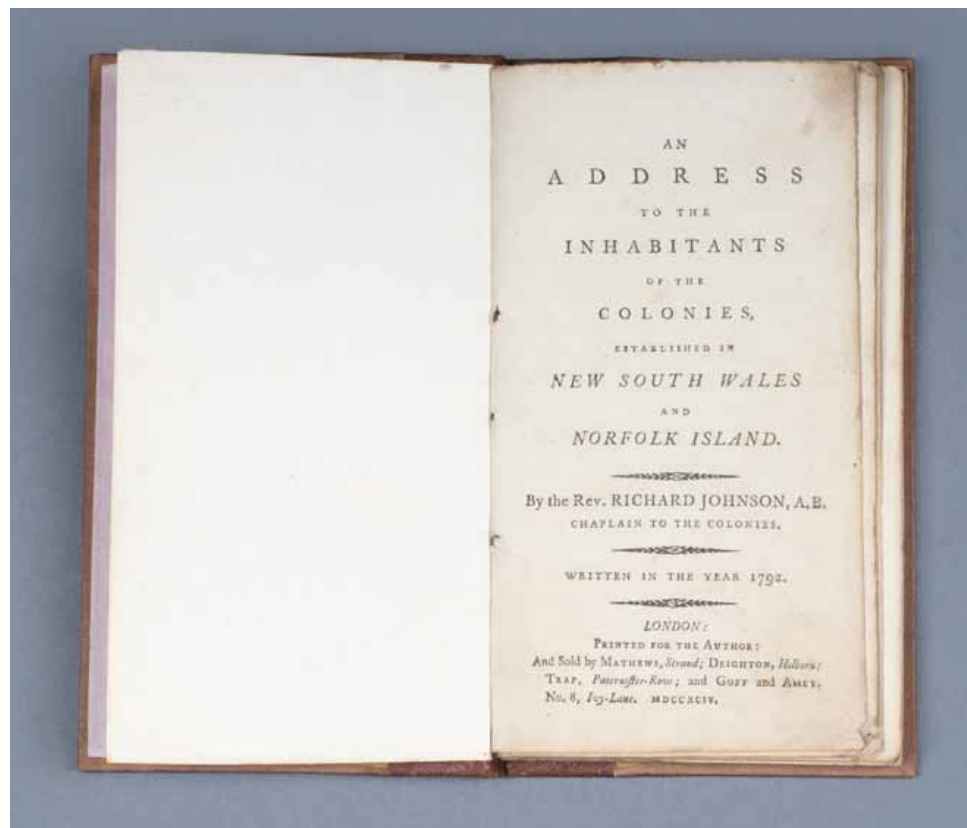 AN
ADDRESS
TO THE
INHABITANTS
OF THE
COLONIES,
ESTABLISHED IN
NEW SOUTH WALES
AND
NORFOLK ISLAND.
By the Rev. RICHARD JOHNSON, A.B.
CHAPLAIN TO THE COLONIES.
WRITTEN IN THE YEAR 1792.
LONDON:
PRINTED FOR THE AUTHOR:
And Sold by MATHEWS, Strand; DEIGHTON, Holborn;
TRAP, Paternoster-Row; and GOFF and AMEY,
No. 8, Ivy-Lane. MDCCXCIV.